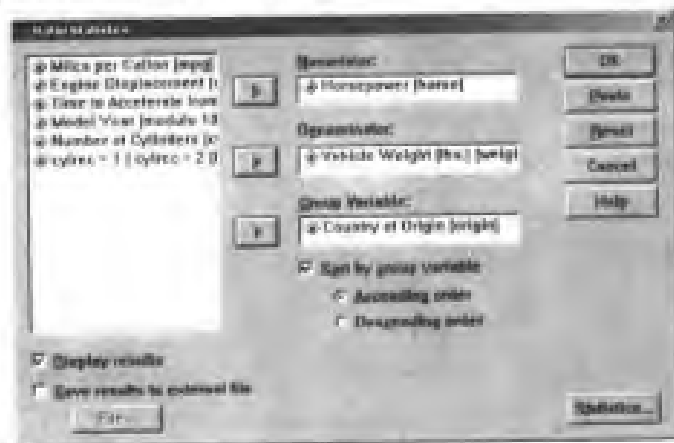 Ratio Statistics
Miles per Gallon [mpg]
Engine Displacement [
Time to Accelerate from
Model Year (modulo 10
Number of Cylinders [c
cylrec = 1 | cylrec = 2 [
Numerator:
Horsepower [horse]
Denominator:
Vehicle Weight (lbs.) [weig
Group Variable:
Country of Origin [origin]
Sort by group variable
Ascending order
Descending order
Display results
Save results to external file
File...
OK
Paste
Reset
Cancel
Help
Statistics...